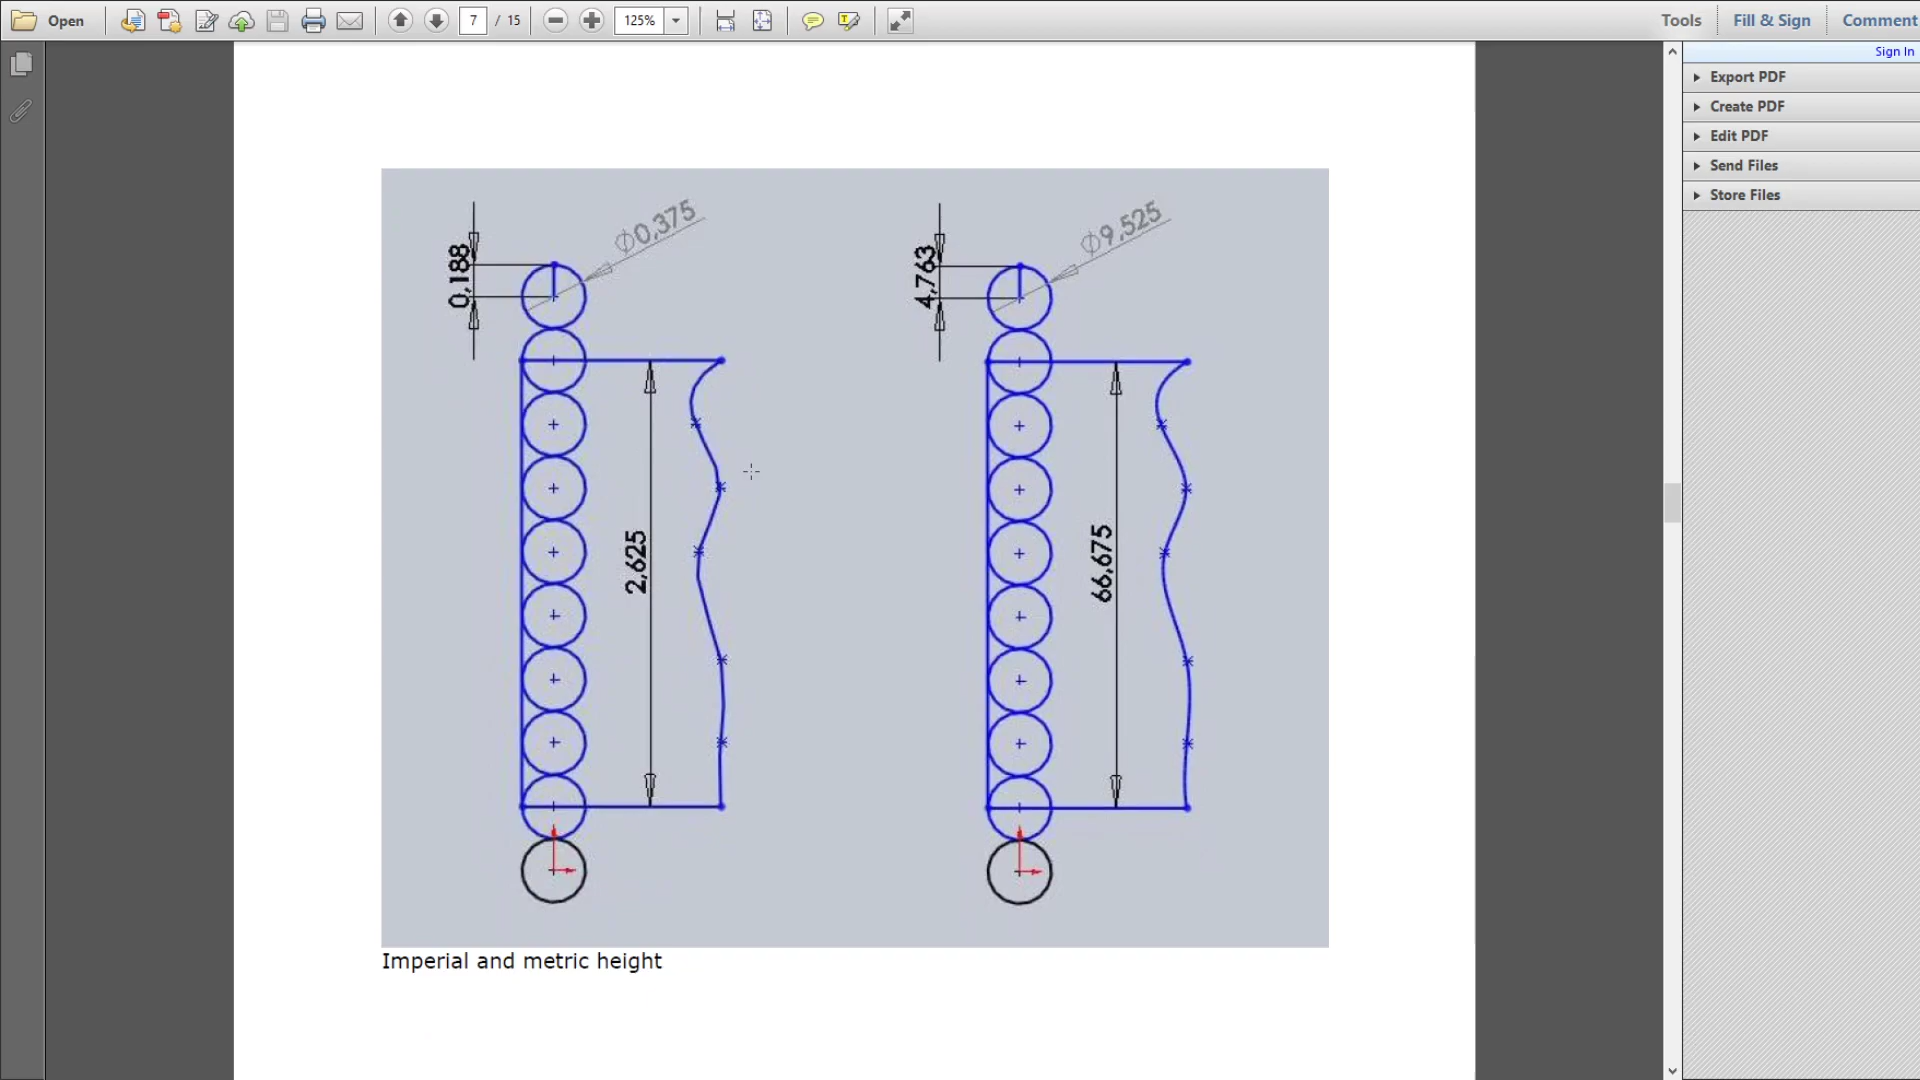 Open
7 / 15
125%
Tools
Fill & Sign
Comment
Sign In
Export PDF
Create PDF
Edit PDF
Send Files
Store Files
0,188
Ø0,375
2,625
4,763
Ø9,525
66,675
Imperial and metric height